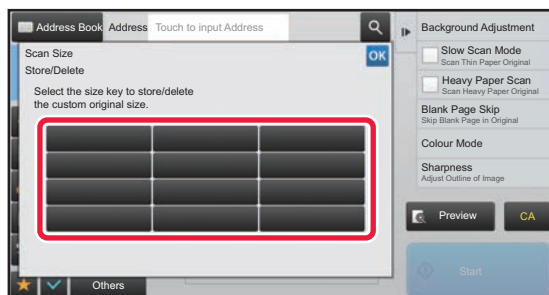 Address Book Address Touch to input Address
Scan Size
OK
Store/Delete
Select the size key to store/delete
the custom original size.
Others
Background Adjustment
Slow Scan Mode
Scan Thin Paper Original
Heavy Paper Scan
Scan Heavy Paper Original
Blank Page Skip
Skip Blank Page in Original
Colour Mode
Sharpness
Adjust Outline of Image
Preview
CA
Start